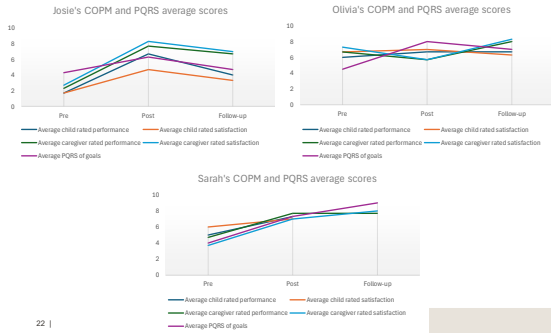 Josie's COPM and PQRS average scores
10
8
6
4
2
0
Pre Post Follow-up
Average child rated performance Average child rated satisfaction
Average caregiver rated performance Average caregiver rated satisfaction
Average PQRS of goals
Olivia's COPM and PQRS average scores
10
8
6
4
2
0
Pre Post Follow-up
Average child rated performance Average child rated satisfaction
Average caregiver rated performance Average caregiver rated satisfaction
Average PQRS of goals
Sarah's COPM and PQRS average scores
10
8
6
4
2
0
Pre Post Follow-up
Average child rated performance Average child rated satisfaction
Average caregiver rated performance Average caregiver rated satisfaction
Average PQRS of goals
22 |